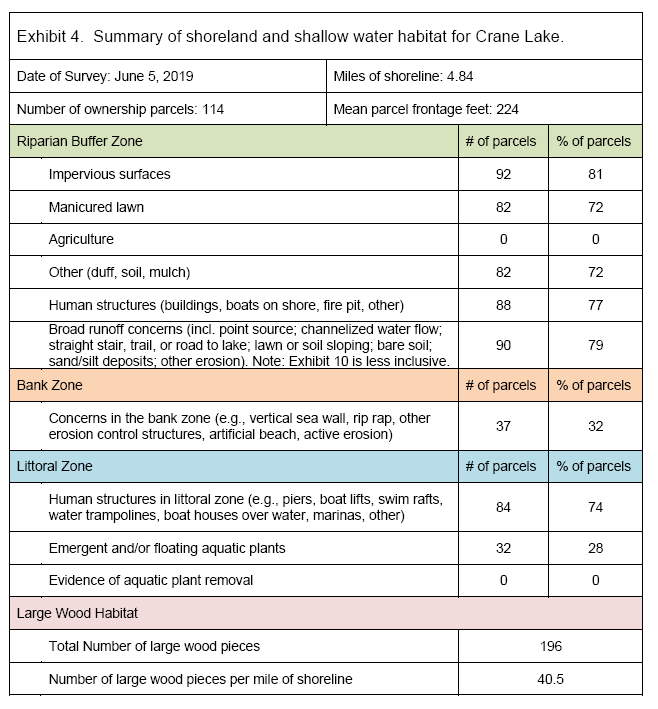 Exhibit 4. Summary of shoreland and shallow water habitat for Crane Lake.
Date of Survey: June 5, 2019 Miles of shoreline: 4.84
Number of ownership parcels: 114 Mean parcel frontage feet: 224
Riparian Buffer Zone # of parcels % of parcels
Impervious surfaces 92 81
Manicured lawn 82 72
Agriculture 0 0
Other (duff, soil, mulch) 82 72
Human structures (buildings, boats on shore, fire pit, other) 88 77
Broad runoff concerns (incl. point source; channelized water flow;
straight stair, trail, or road to lake; lawn or soil sloping; bare soil; 90 79
sand/silt deposits; other erosion). Note: Exhibit 10 is less inclusive.
Bank Zone # of parcels % of parcels
Concerns in the bank zone (e.g., vertical sea wall, rip rap, other 37 32
erosion control structures, artificial beach, active erosion)
Littoral Zone # of parcels % of parcels
Human structures in littoral zone (e.g., piers, boat lifts, swim rafts, 84 74
water trampolines, boat houses over water, marinas, other)
Emergent and/or floating aquatic plants 32 28
Evidence of aquatic plant removal 0 0
Large Wood Habitat
Total Number of large wood pieces 196
Number of large wood pieces per mile of shoreline 40.5